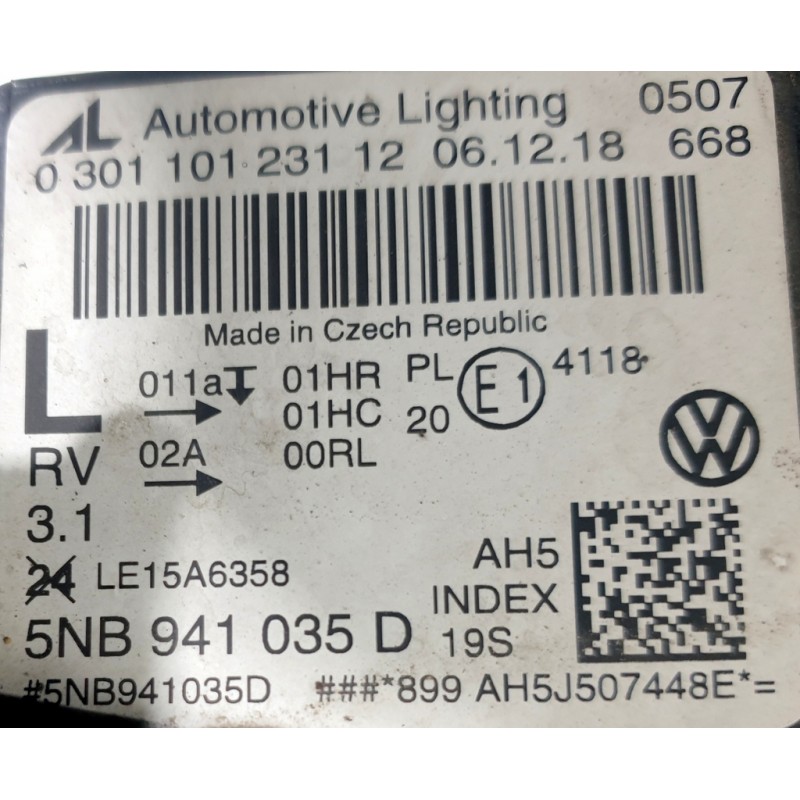 AL Automotive Lighting 0507
0 301 101 231 12 06.12.18 668
Made in Czech Republic
L 011a 01HR PL E1 4118
01HC 20
RV 02A 00RL
3.1
24 LE15A6358 AH5
INDEX
5NB 941 035 D 19S
#5NB941035D ###*899 AH5J507448E*=